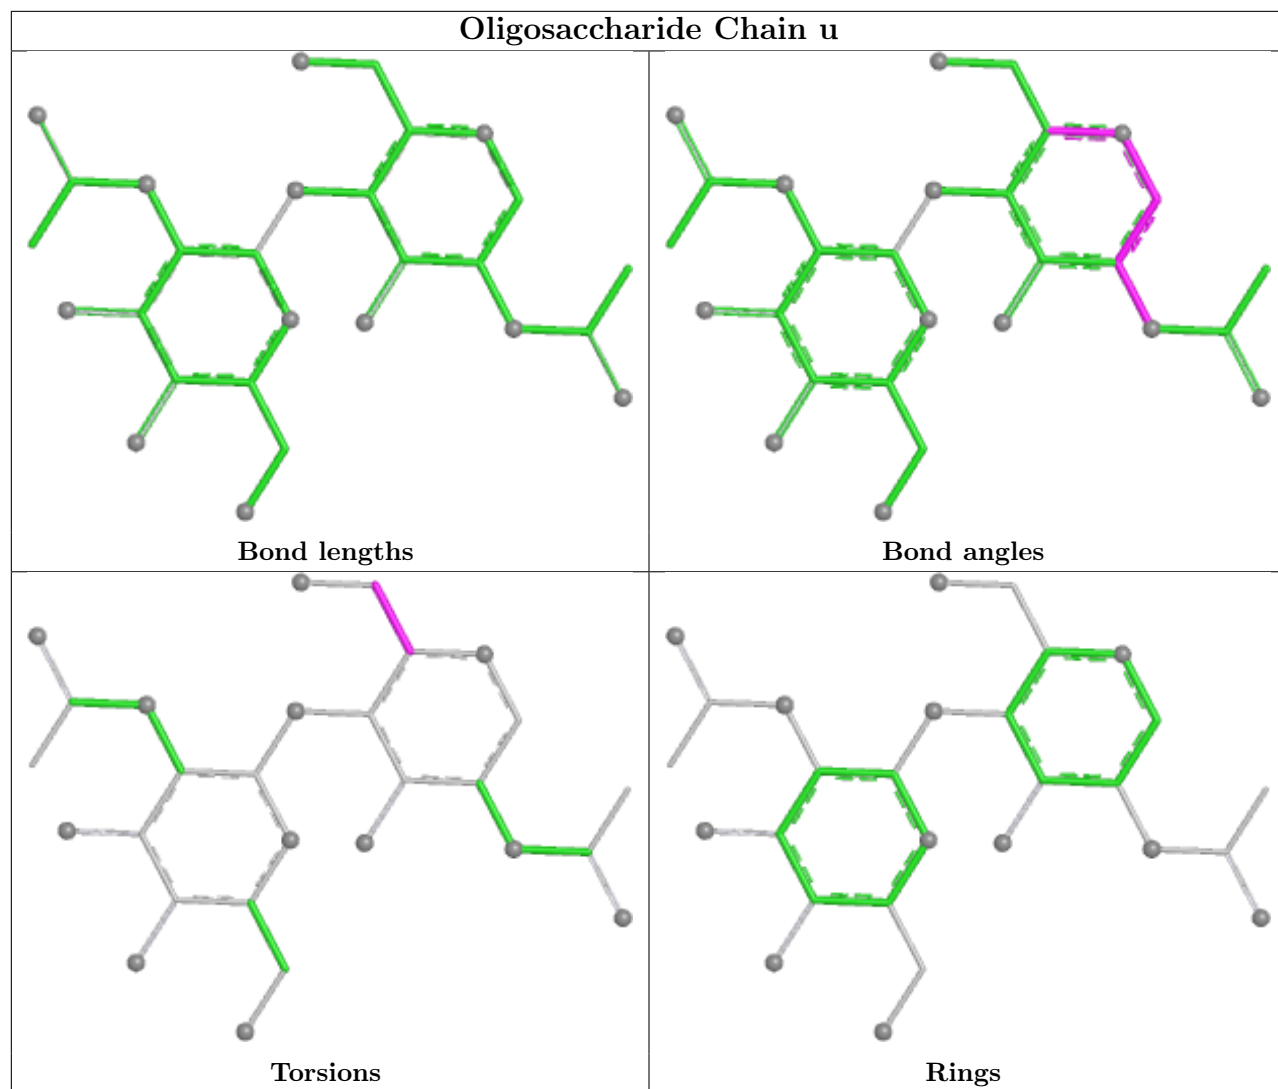 Oligosaccharide Chain u
Bond lengths
Bond angles
Torsions
Rings